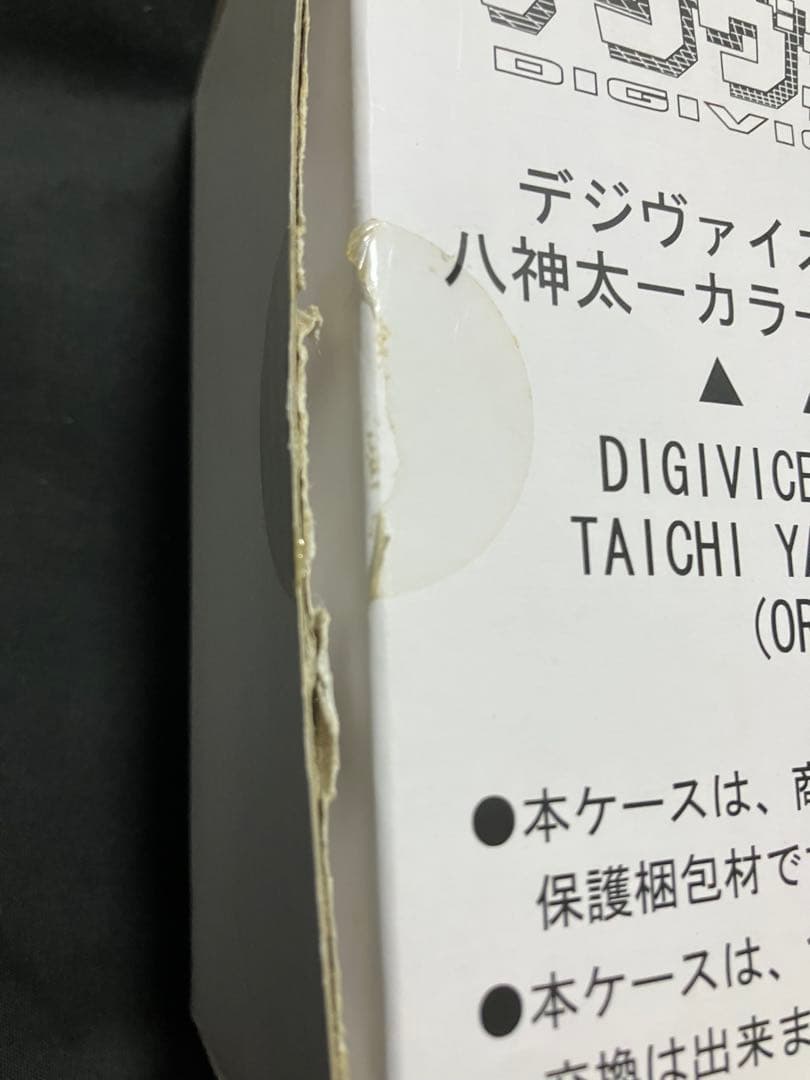 DIGIVI
デジヴァイ
八神太一カラー
▲
DIGIVICE
TAICHI YA
(OR
●本ケースは、商
保護梱包材で
●本ケースは、
交換は出来ま